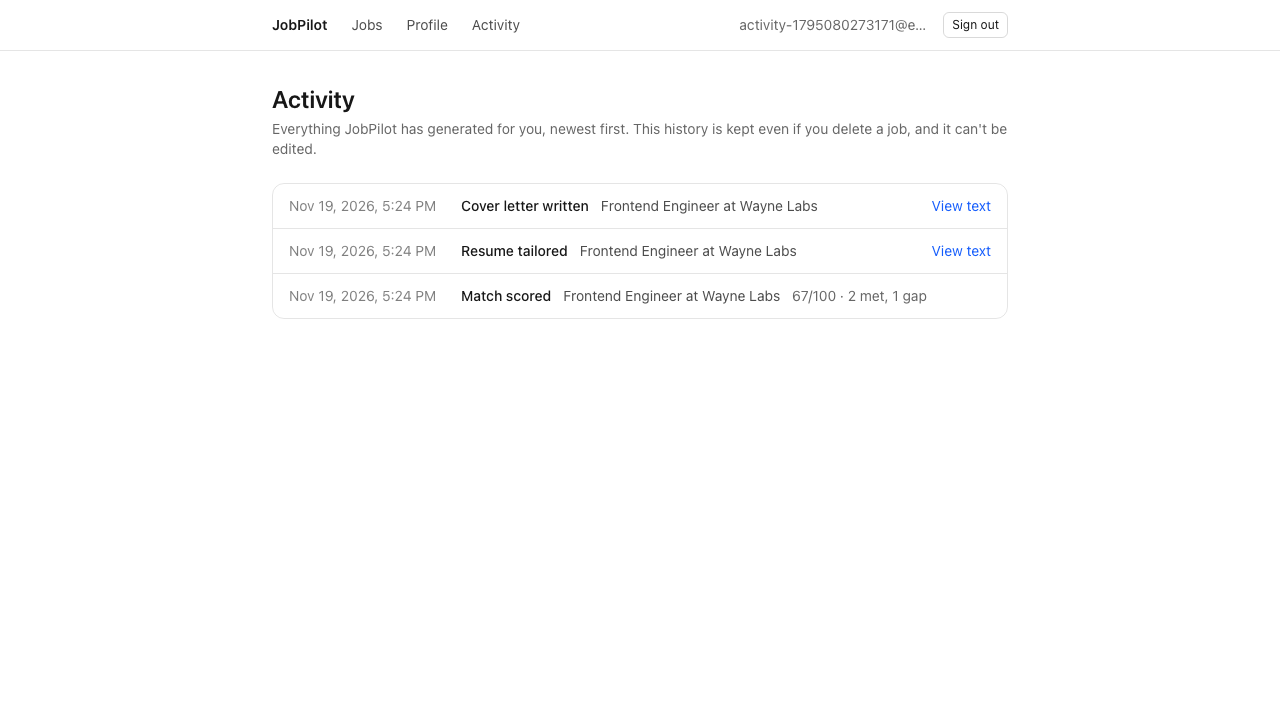 JobPilot Jobs Profile Activity activity-1795080273171@e... Sign out
Activity
Everything JobPilot has generated for you, newest first. This history is kept even if you delete a job, and it can't be
edited.
Nov 19, 2026, 5:24 PM Cover letter written Frontend Engineer at Wayne Labs View text
Nov 19, 2026, 5:24 PM Resume tailored Frontend Engineer at Wayne Labs View text
Nov 19, 2026, 5:24 PM Match scored Frontend Engineer at Wayne Labs 67/100 · 2 met, 1 gap